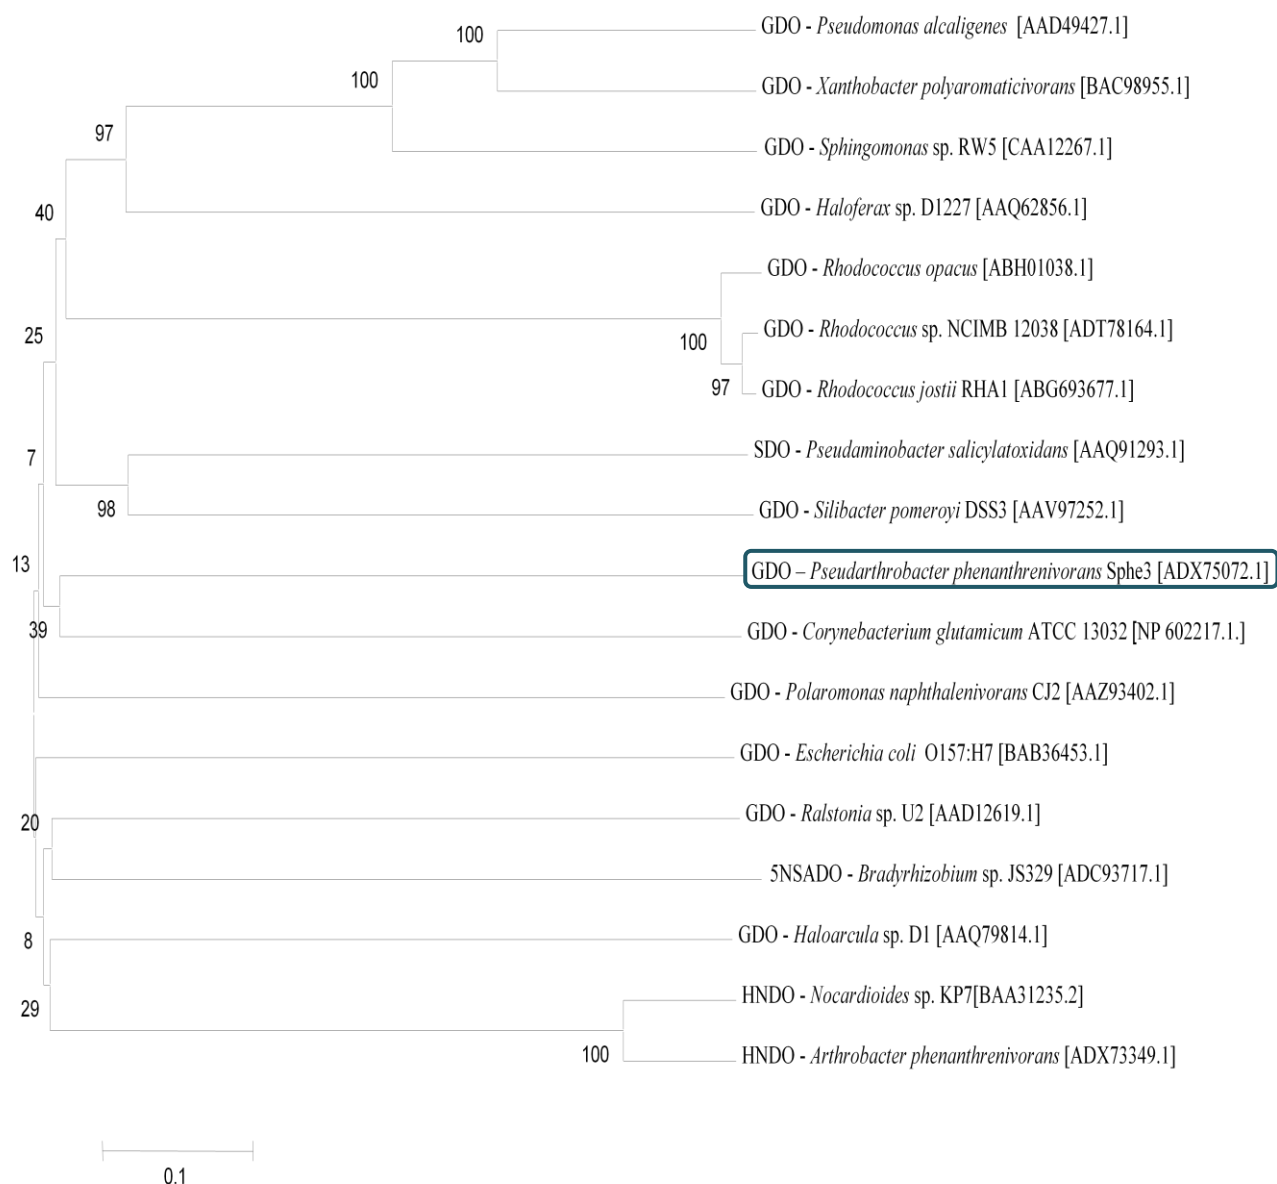 GDO - Pseudomonas alcaligenes [AAD49427.1]
100
100
GDO - Xanthobacter polyaromaticivorans [BAC98955.1]
97
GDO - Sphingomonas sp. RW5 [CAA12267.1]
40
GDO - Haloferax sp. D1227 [AAQ62856.1]
GDO - Rhodococcus opacus [ABH01038.1]
25
GDO - Rhodococcus sp. NCIMB 12038 [ADT78164.1]
100
97
GDO - Rhodococcus jostii RHA1 [ABG693677.1]
7
SDO - Pseudaminobacter salicylatoxidans [AAQ91293.1]
98
GDO - Silibacter pomeroyi DSS3 [AAV97252.1]
13
GDO – Pseudarthrobacter phenanthrenivorans Sphe3 [ADX75072.1]
39
GDO - Corynebacterium glutamicum ATCC 13032 [NP 602217.1.]
GDO - Polaromonas naphthalenivorans CJ2 [AAZ93402.1]
GDO - Escherichia coli O157:H7 [BAB36453.1]
20
GDO - Ralstonia sp. U2 [AAD12619.1]
5NSADO - Bradyrhizobium sp. JS329 [ADC93717.1]
8
GDO - Haloarcula sp. D1 [AAQ79814.1]
29
HNDO - Nocardioides sp. KP7[BAA31235.2]
100
HNDO - Arthrobacter phenanthrenivorans [ADX73349.1]
0.1